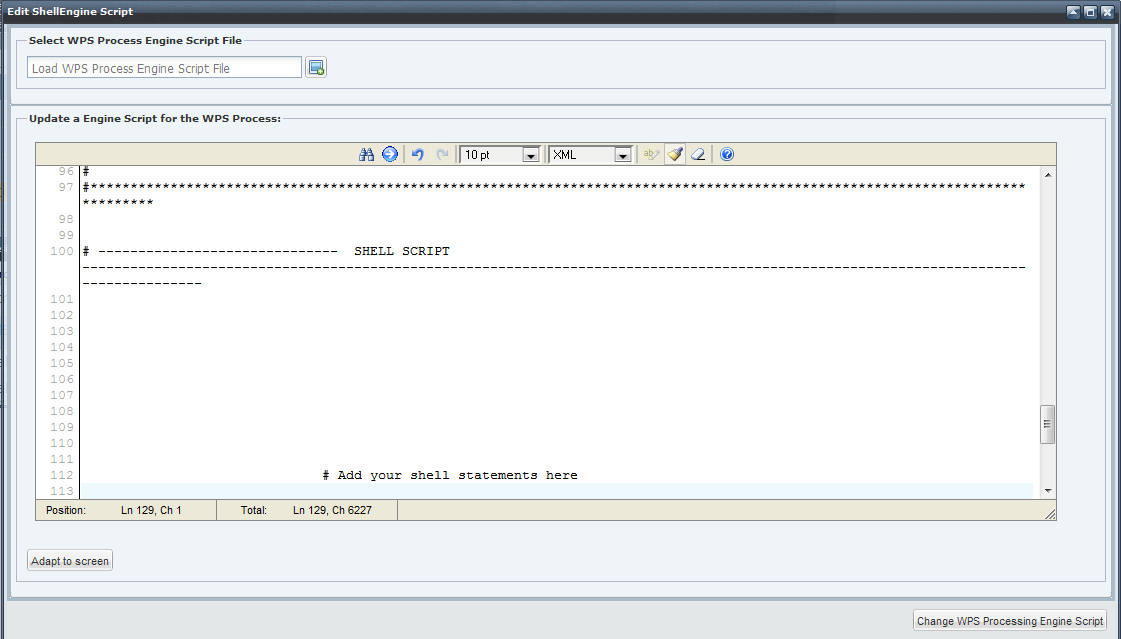 Edit ShellEngine Script
Select WPS Process Engine Script File
Load WPS Process Engine Script File
Update a Engine Script for the WPS Process:
10 pt XML
96 #
97 #*********************************************************************************************************************
*********
98
99
100 # ------------------------------ SHELL SCRIPT
----------------------------------------------------------------------------------------------------------------------
---------------
101
102
103
104
105
106
107
108
109
110
111
112 # Add your shell statements here
113
Position: Ln 129, Ch 1 Total: Ln 129, Ch 6227
Adapt to screen
Change WPS Processing Engine Script